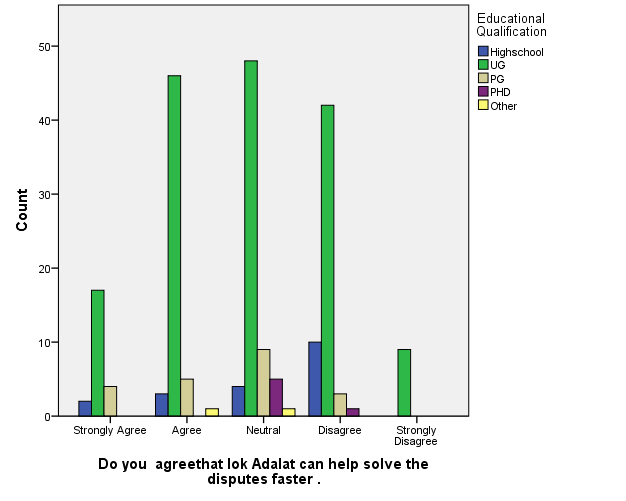 Educational
Qualification
Highschool
UG
PG
PHD
Other
50
40
30
20
10
0
Count
Strongly Agree
Agree
Neutral
Disagree
Strongly
Disagree
Do you  agreethat lok Adalat can help solve the
disputes faster .